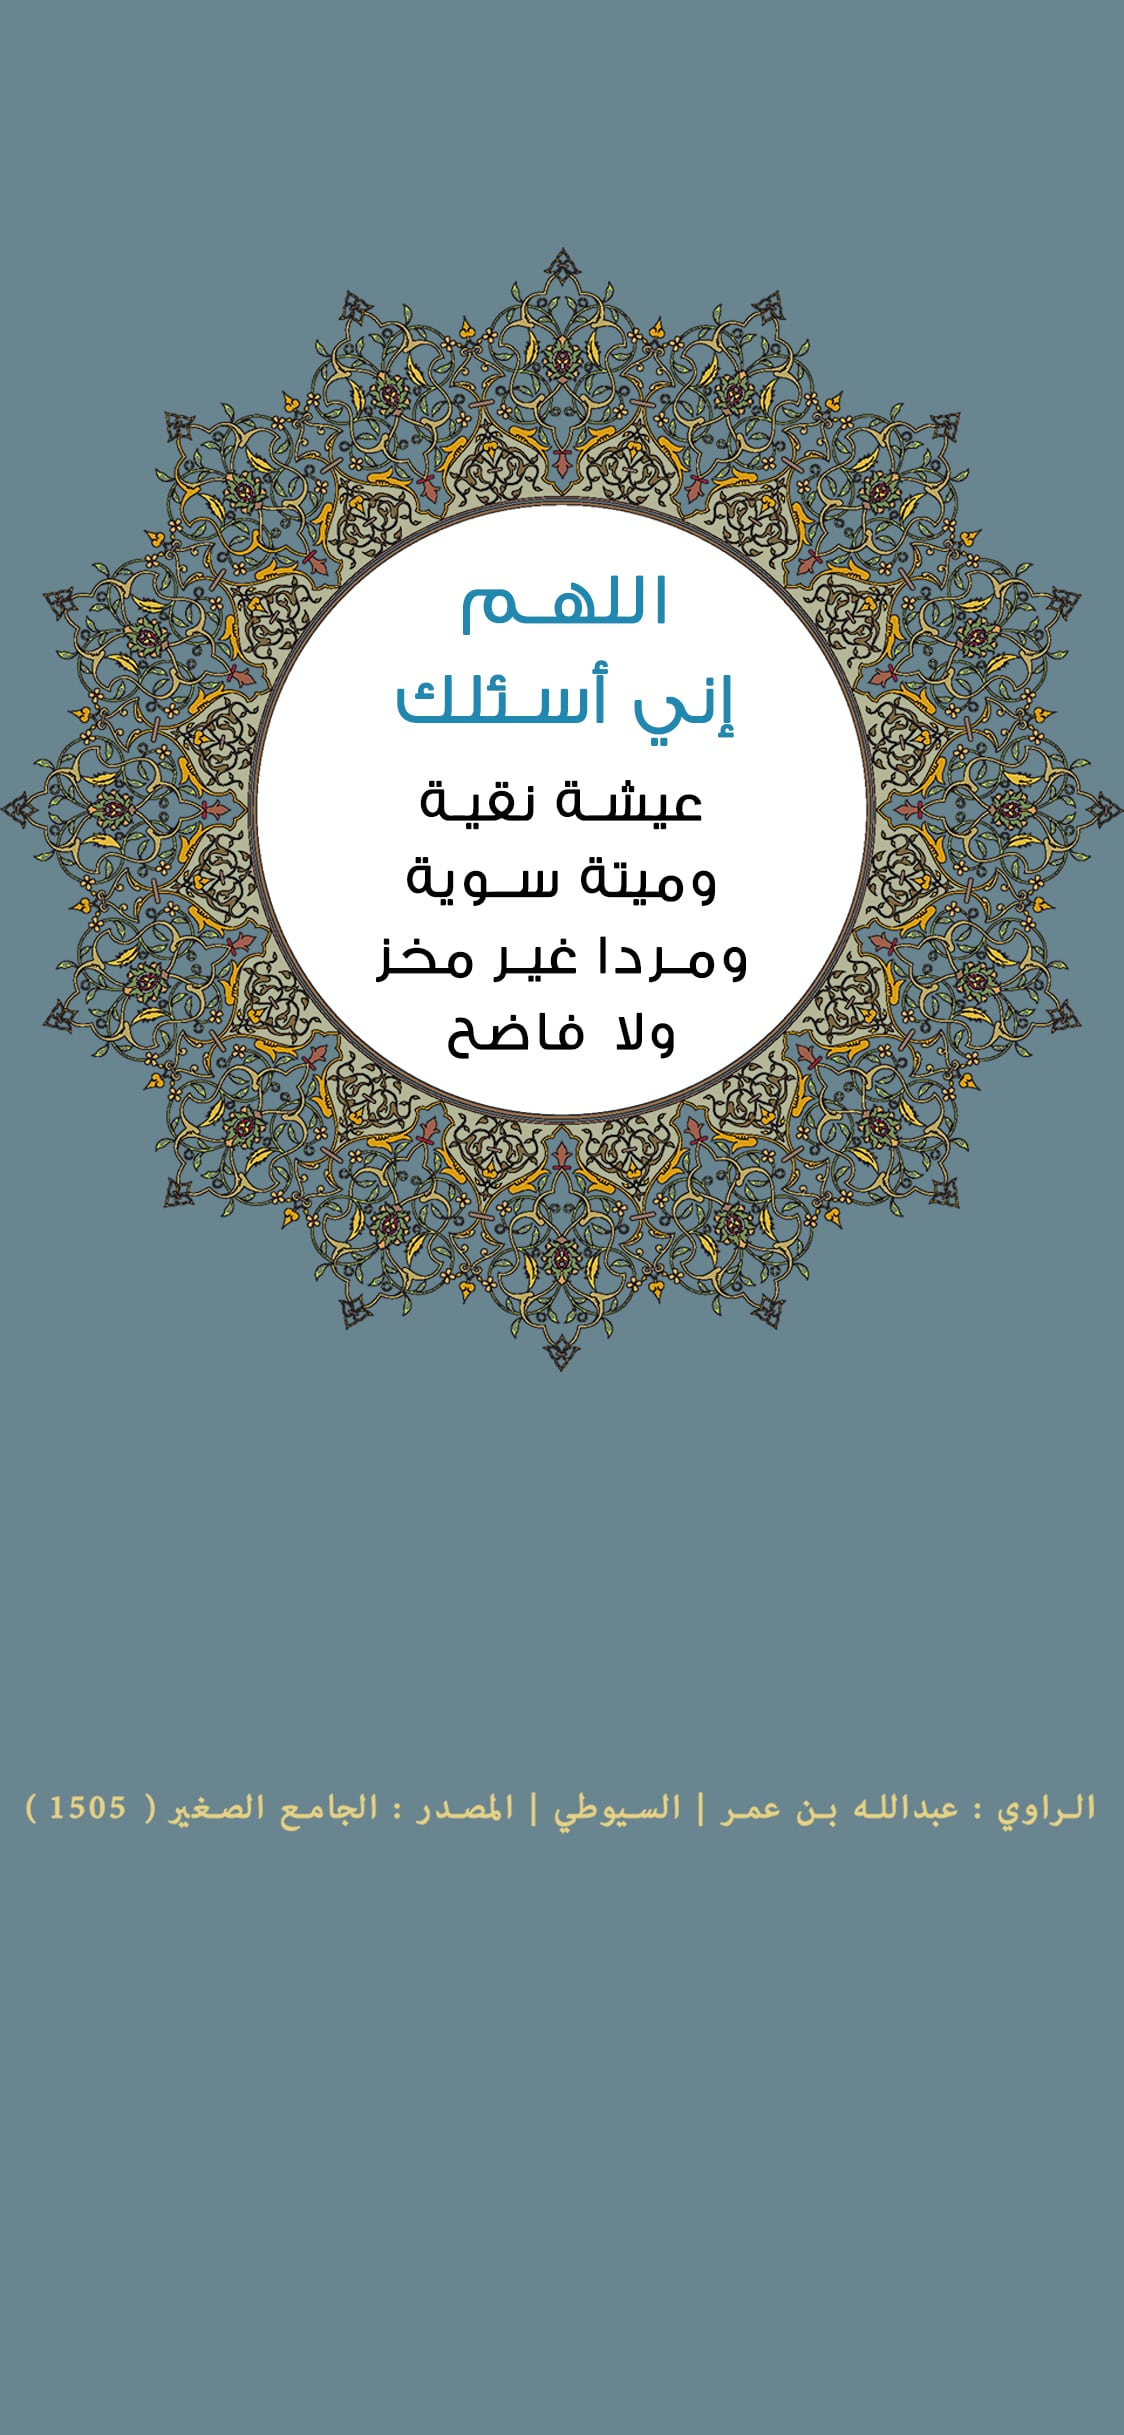 اللهم
إني أسئلك
عيشة نقية
وميتة سوية
ومردا غير مخز
ولا فاضح
الراوي : عبدالله بن عمر | السيوطي | المصدر : الجامع الصغير ( 1505 )